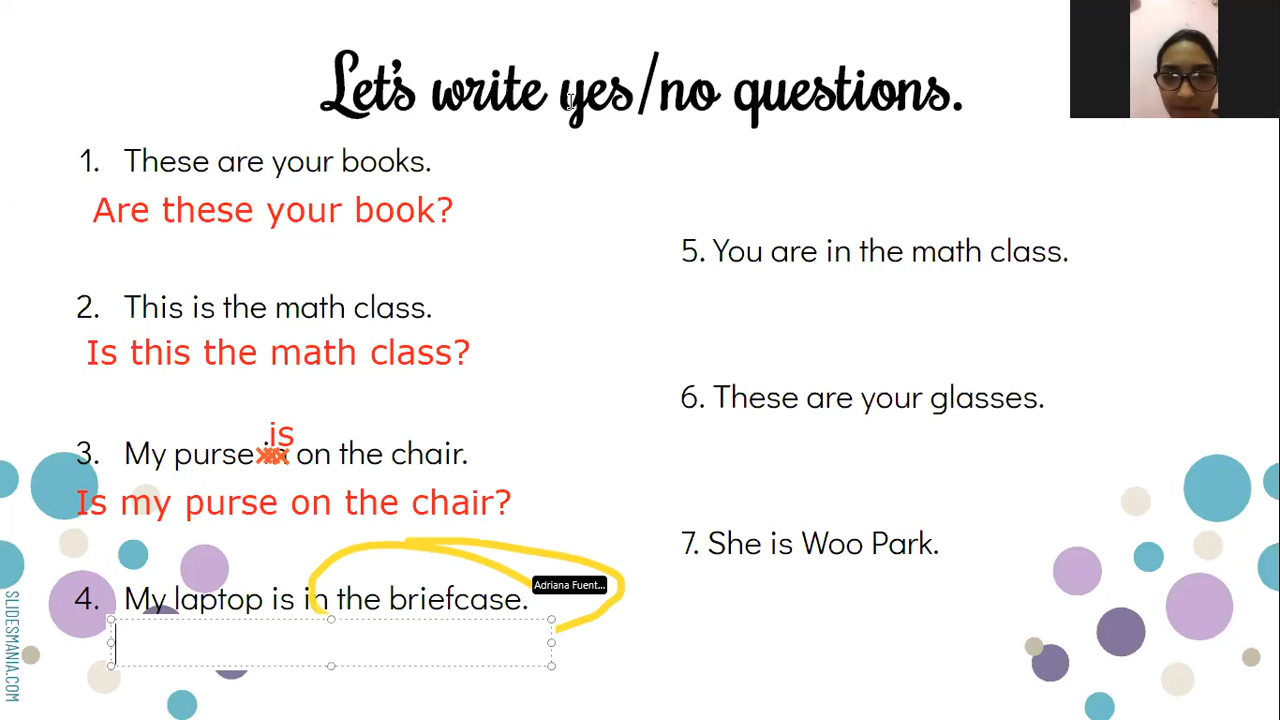 Let's write yes/no questions.
1. These are your books.
Are these your book?
2. This is the math class.
Is this the math class?
is
3. My purse is on the chair.
Is my purse on the chair?
4. My laptop is in the briefcase.
Adriana Fuent...
5. You are in the math class.
6. These are your glasses.
7. She is Woo Park.
SLIDESMANIA.COM